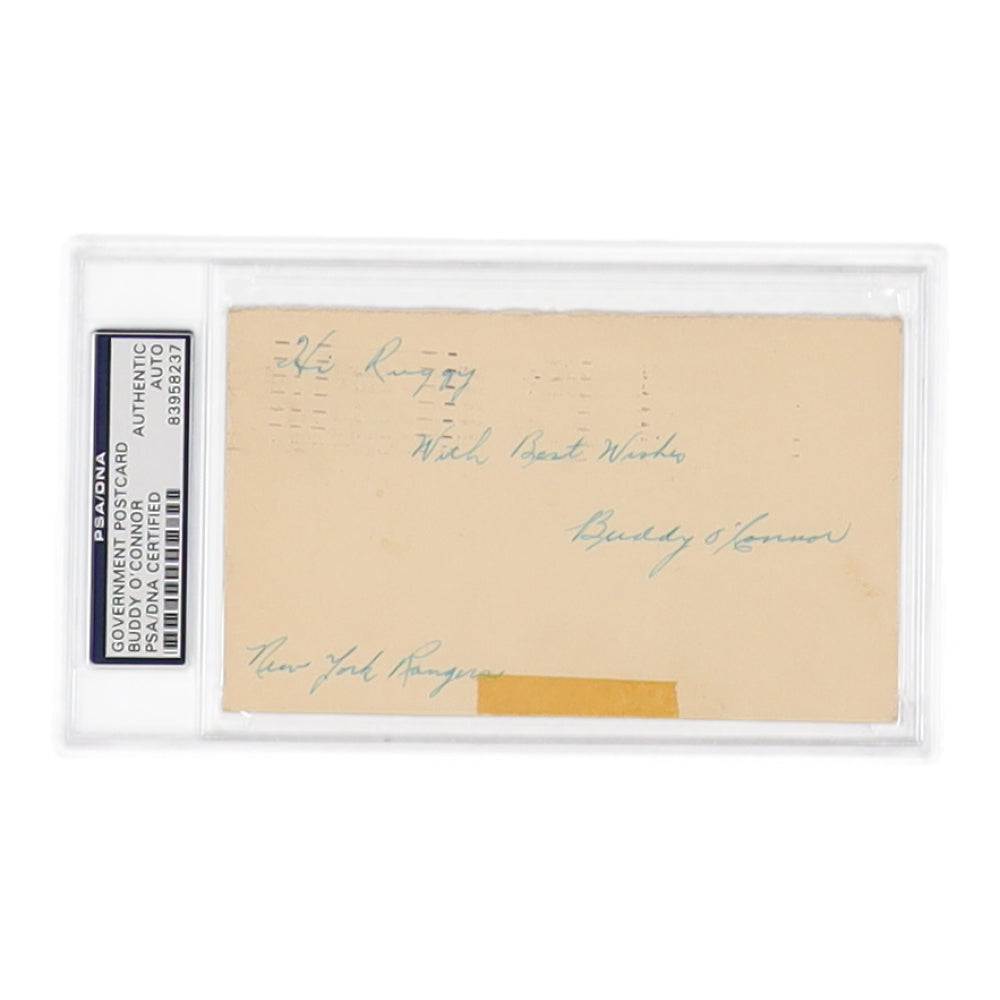 PSA/DNA
GOVERNMENT POSTCARD
BUDDY O'CONNOR
PSA/DNA CERTIFIED
AUTHENTIC
AUTO
83958237
Hi Ruggy
With Best Wishes
Buddy O'Connor
New York Rangers